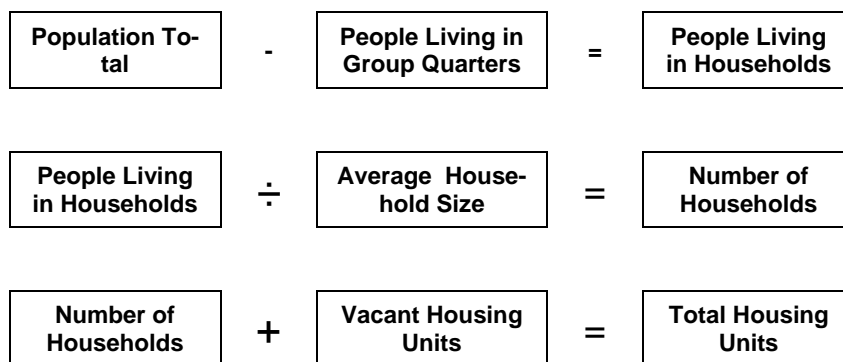 Population To-
tal
-
People Living in
Group Quarters
=
People Living
in Households
People Living
in Households
÷
Average House-
hold Size
=
Number of
Households
Number of
Households
+
Vacant Housing
Units
=
Total Housing
Units